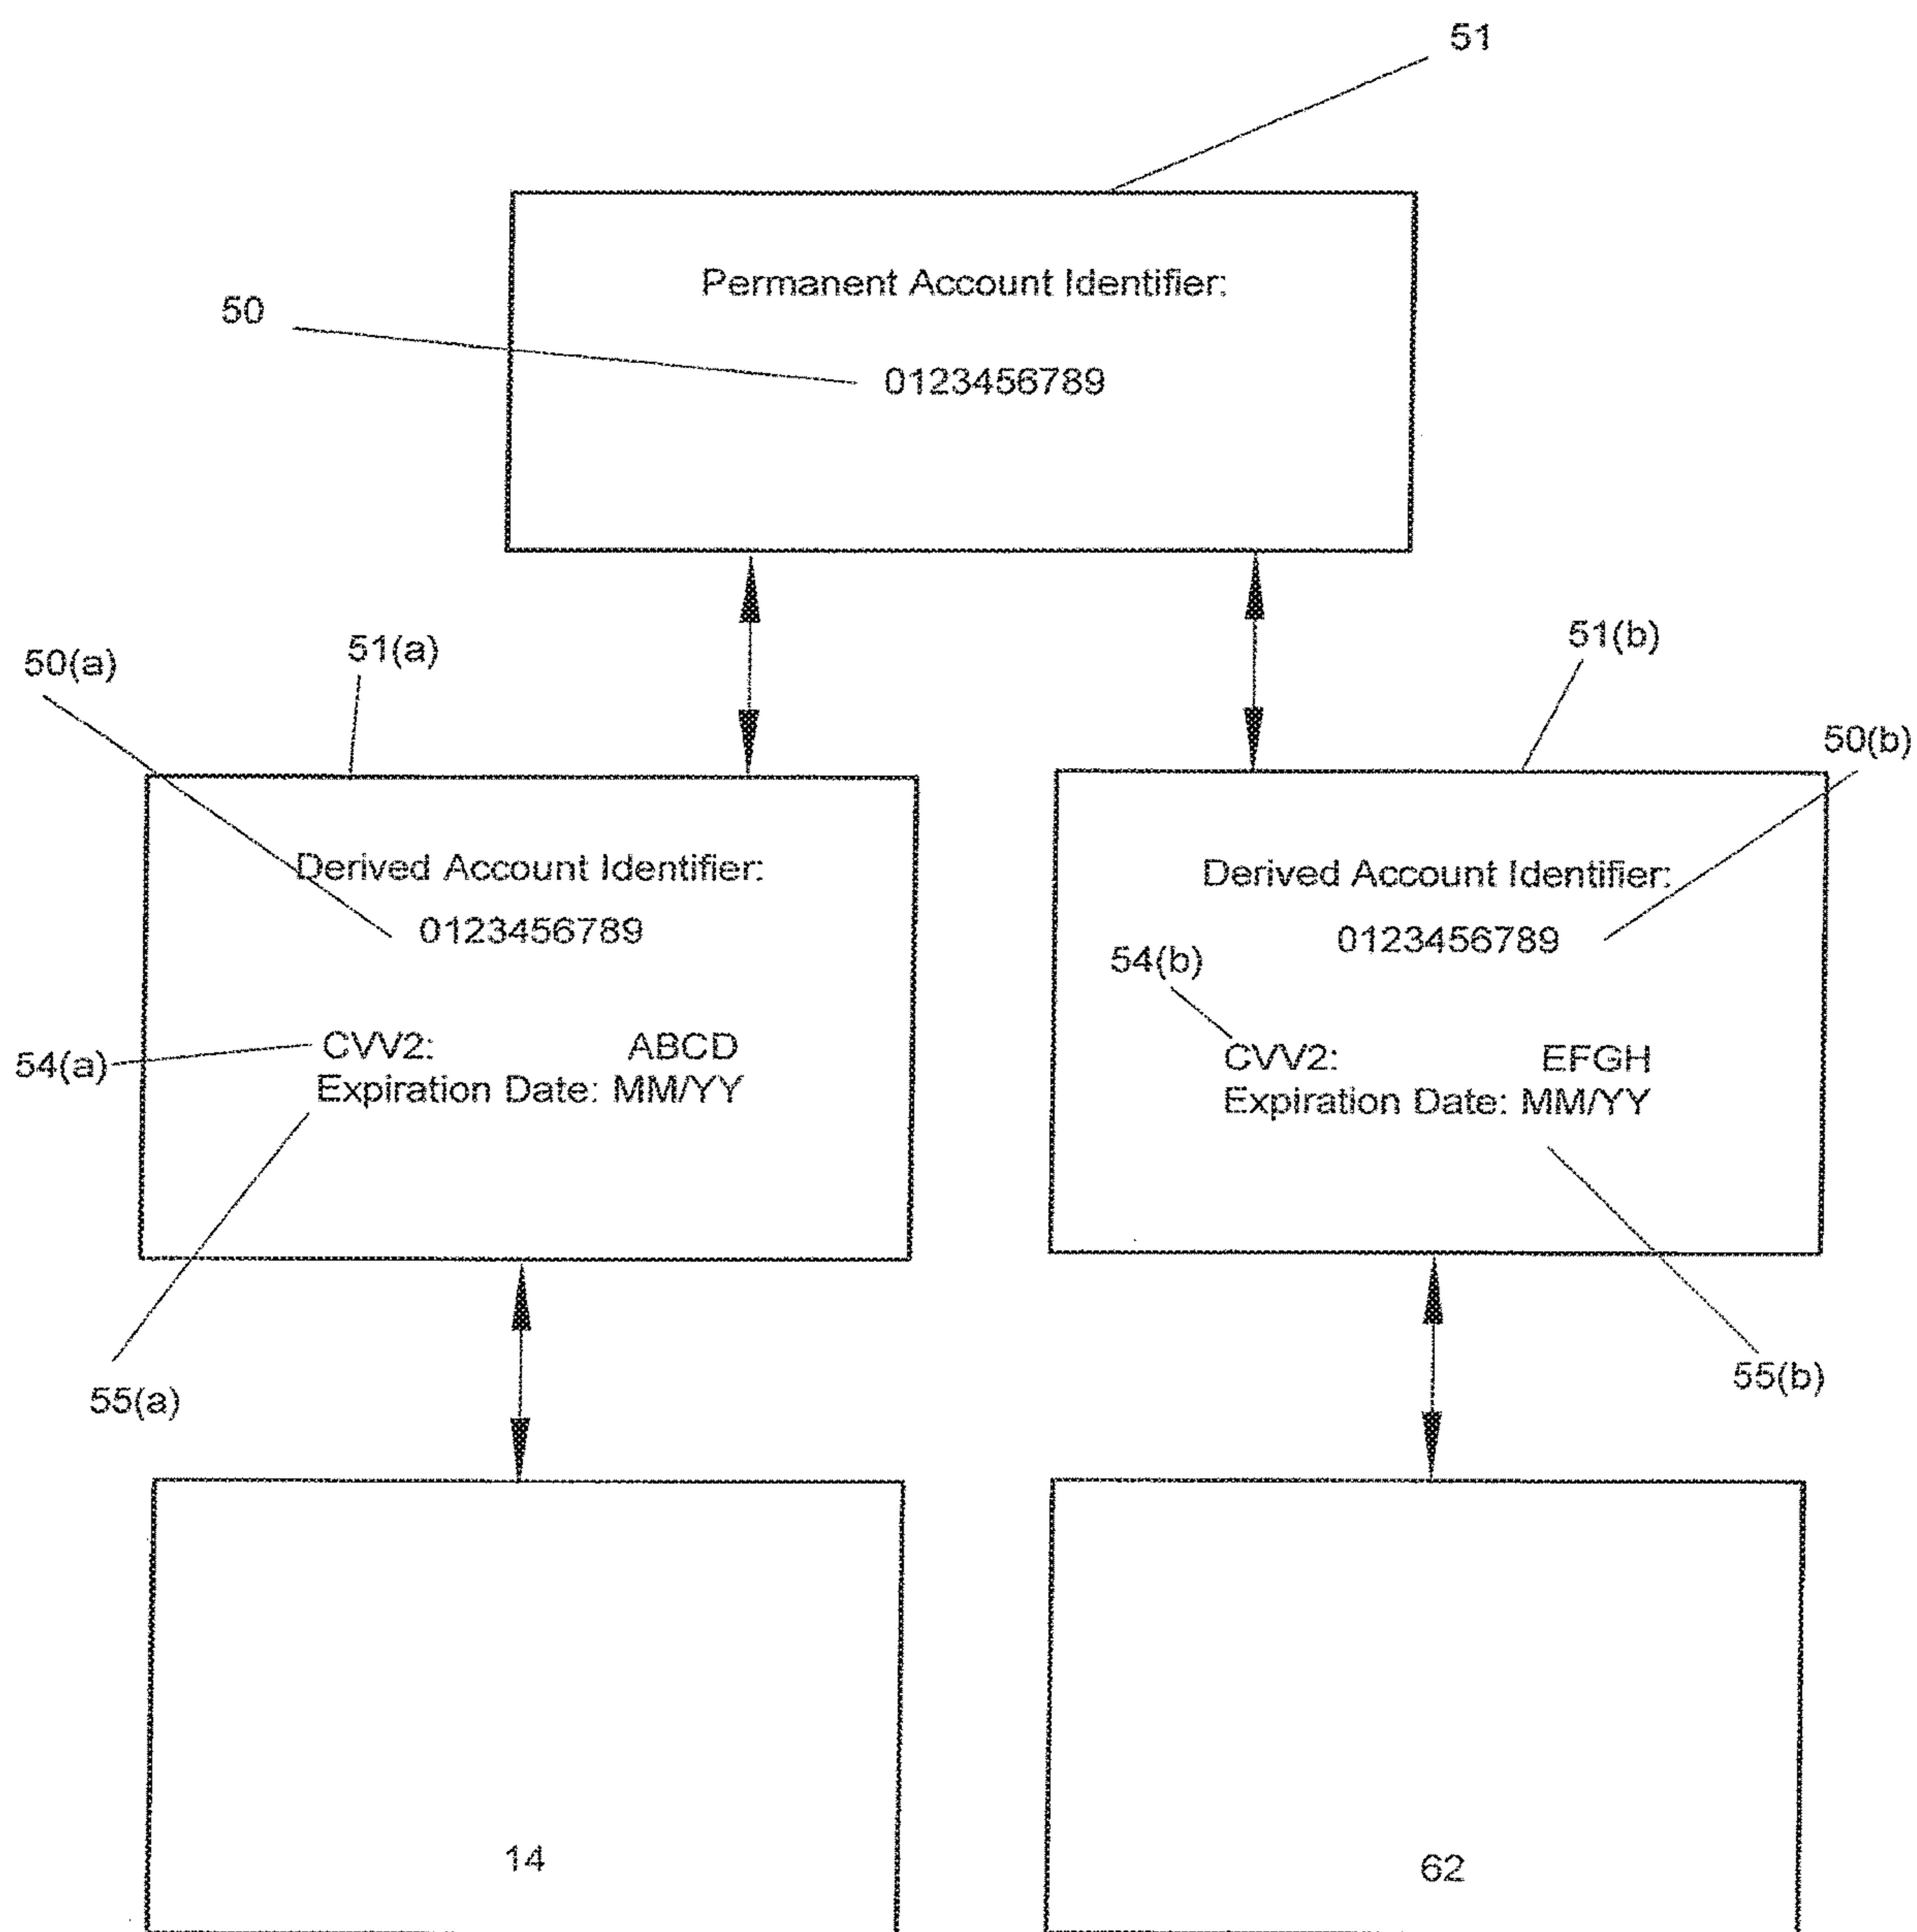 51
Permanent Account Identifier:
50
0123456789
51(a)
51(b)
50(a)
50(b)
Derived Account Identifier:
0123456789
54(a)
CVV2: ABCD
Expiration Date: MM/YY
55(a)
Derived Account Identifier:
0123456789
54(b)
CVV2: EFGH
Expiration Date: MM/YY
55(b)
14
62